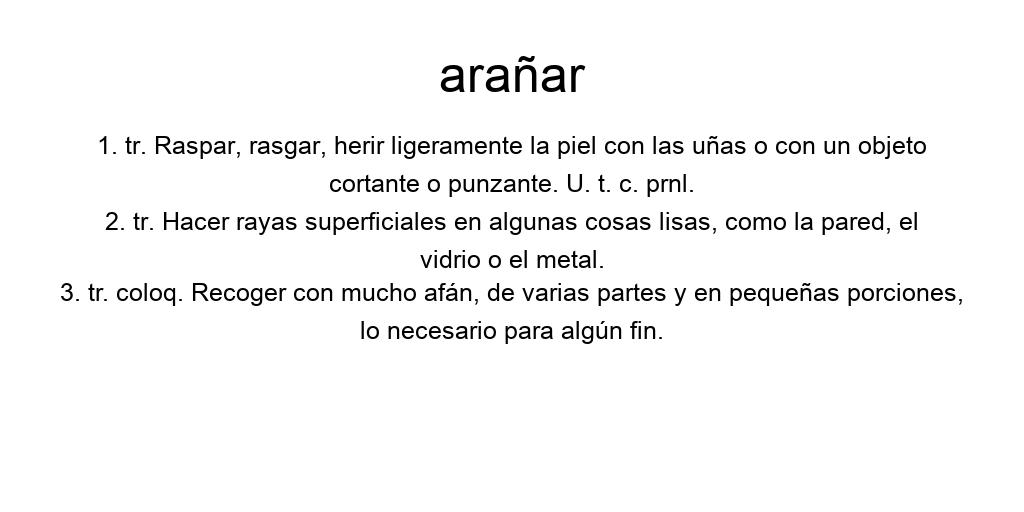 arañar
1. tr. Raspar, rasgar, herir ligeramente la piel con las uñas o con un objeto
cortante o punzante. U. t. c. prnl.
2. tr. Hacer rayas superficiales en algunas cosas lisas, como la pared, el
vidrio o el metal.
3. tr. coloq. Recoger con mucho afán, de varias partes y en pequeñas porciones,
lo necesario para algún fin.